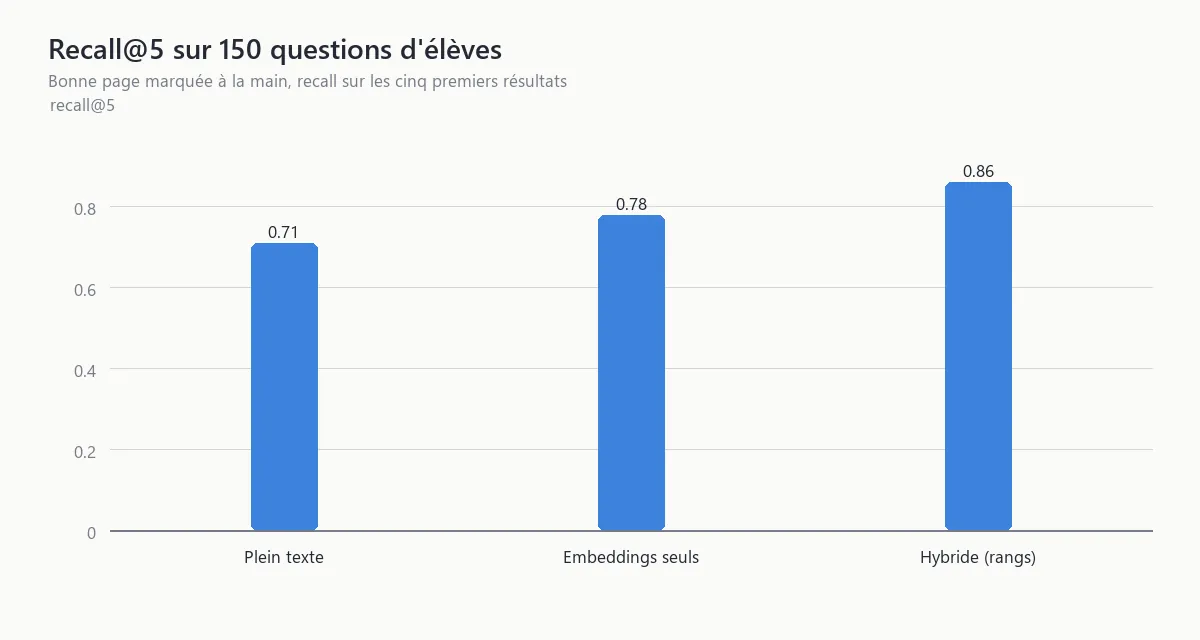 Recall@5 sur 150 questions d'élèves
Bonne page marquée à la main, recall sur les cinq premiers résultats
recall@5
0.86
0.78
0.71
0.8
0.6
0.4
0.2
0
Plein texte
Embeddings seuls
Hybride (rangs)